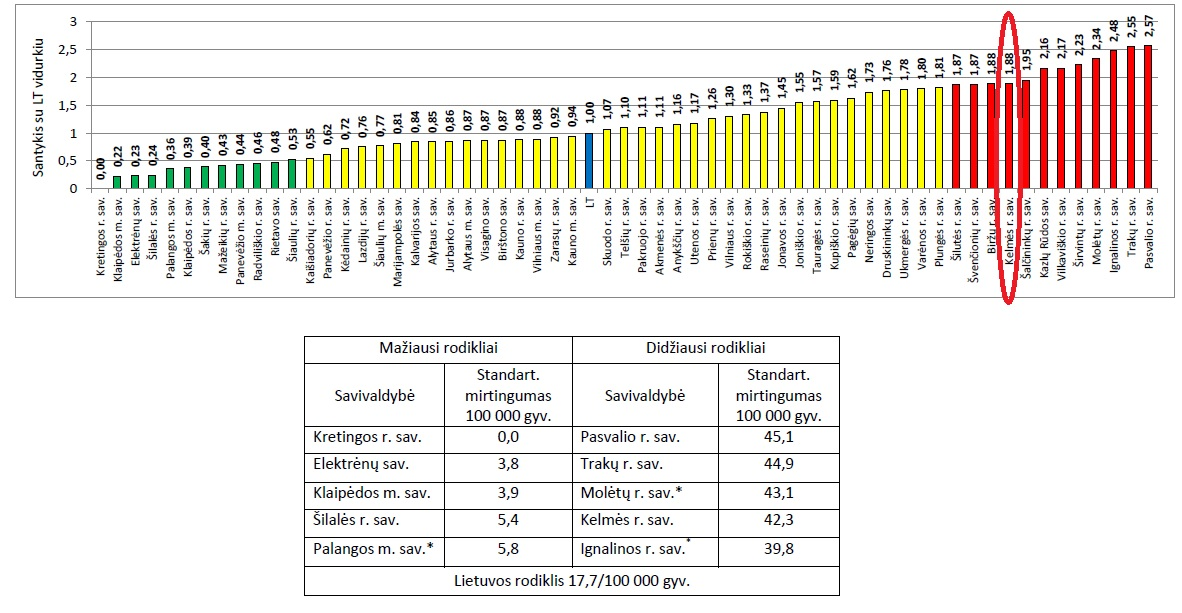 Santykis su LT vidurkiu
3
2,5
2
1,5
1
0,5
0
0,00
0,22
0,23
0,24
0,36
0,39
0,40
0,43
0,44
0,46
0,48
0,53
0,55
0,62
0,72
0,76
0,77
0,81
0,84
0,85
0,86
0,87
0,87
0,87
0,88
0,88
0,92
0,94
1,00
1,07
1,10
1,11
1,11
1,16
1,17
1,26
1,30
1,33
1,37
1,45
1,55
1,57
1,59
1,62
1,73
1,76
1,78
1,80
1,81
1,87
1,87
1,88
1,88
1,95
2,16
2,17
2,23
2,34
2,48
2,55
2,57
Kretingos r. sav.
Klaipėdos m. sav.
Elektrėnų sav.
Šilalės r. sav.
Palangos m. sav.
Klaipėdos r. sav.
Šakių r. sav.
Mažeikių r. sav.
Panevėžio m. sav.
Radviliškio r. sav.
Rietavo sav.
Šiaulių r. sav.
Kaišiadorių r. sav.
Panevėžio r. sav.
Kėdainių r. sav.
Lazdijų r. sav.
Šiaulių m. sav.
Marijampolės sav.
Kalvarijos sav.
Alytaus r. sav.
Jurbarko r. sav.
Alytaus m. sav.
Visagino sav.
Birštono sav.
Kauno r. sav.
Vilniaus m. sav.
Zarasų r. sav.
Kauno m. sav.
LT
Skuodo r. sav.
Telšių r. sav.
Pakruojo r. sav.
Akmenės r. sav.
Anykščių r. sav.
Utenos r. sav.
Prienų r. sav.
Vilniaus r. sav.
Rokiškio r. sav.
Raseinių r. sav.
Jonavos r. sav.
Joniškio r. sav.
Tauragės r. sav.
Kupiškio r. sav.
Pagėgių sav.
Neringos sav.
Druskininkų sav.
Ukmergės r. sav.
Varėnos r. sav.
Plungės r. sav.
Šilutės r. sav.
Švenčionių r. sav.
Biržų r. sav.
Kelmės r. sav.
Šalčininkų r. sav.
Kazlų Rūdos sav.
Vilkaviškio r. sav.
Širvintų r. sav.
Molėtų r. sav.
Ignalinos r. sav.
Trakų r. sav.
Pasvalio r. sav.
Mažiausi rodikliai Didžiausi rodikliai
Savivaldybė Standart. mirtingumas 100 000 gyv. Savivaldybė Standart. mirtingumas 100 000 gyv.
Kretingos r. sav. 0,0 Pasvalio r. sav. 45,1
Elektrėnų sav. 3,8 Trakų r. sav. 44,9
Klaipėdos m. sav. 3,9 Molėtų r. sav.* 43,1
Šilalės r. sav. 5,4 Kelmės r. sav. 42,3
Palangos m. sav.* 5,8 Ignalinos r. sav.* 39,8
Lietuvos rodiklis 17,7/100 000 gyv.